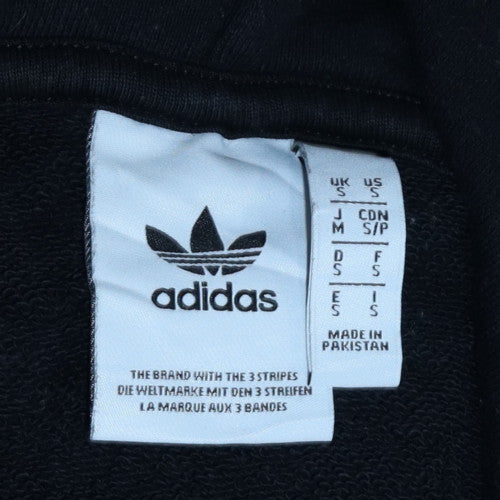 adidas
THE BRAND WITH THE 3 STRIPES
DIE WELTMARKE MIT DEN 3 STREIFEN
LA MARQUE AUX 3 BANDES
UK US
S S
J CDN
M S/P
D F
S S
E I
S S
MADE IN
PAKISTAN